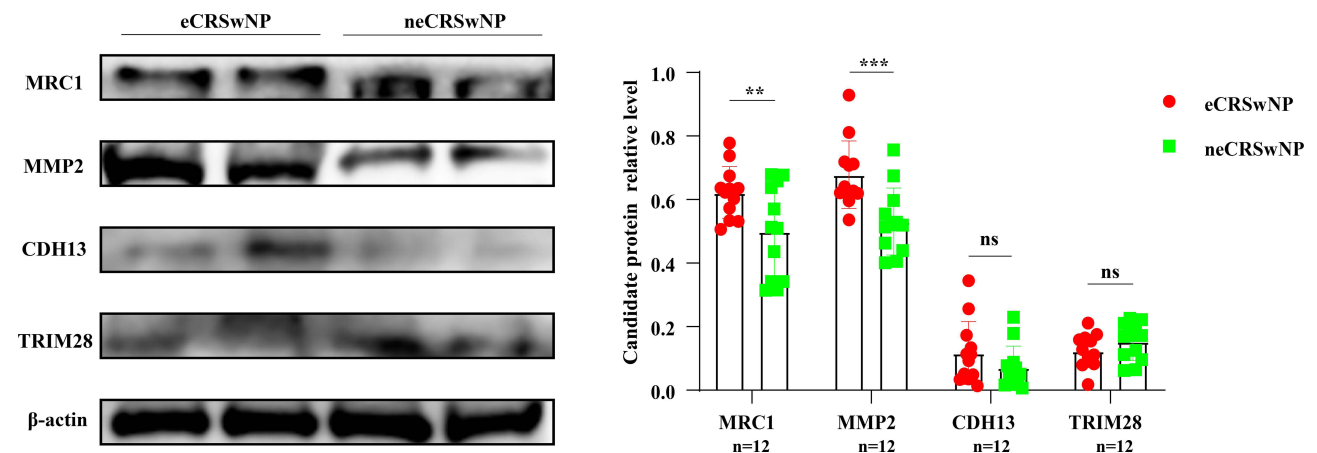 eCRSwNP neCRSwNP
MRC1
MMP2
CDH13
TRIM28
β-actin
Candidate protein relative level
1.0
0.8
0.6
0.4
0.2
0.0
** *** ns ns
MRC1 MMP2 CDH13 TRIM28
n=12 n=12 n=12 n=12
eCRSwNP
neCRSwNP